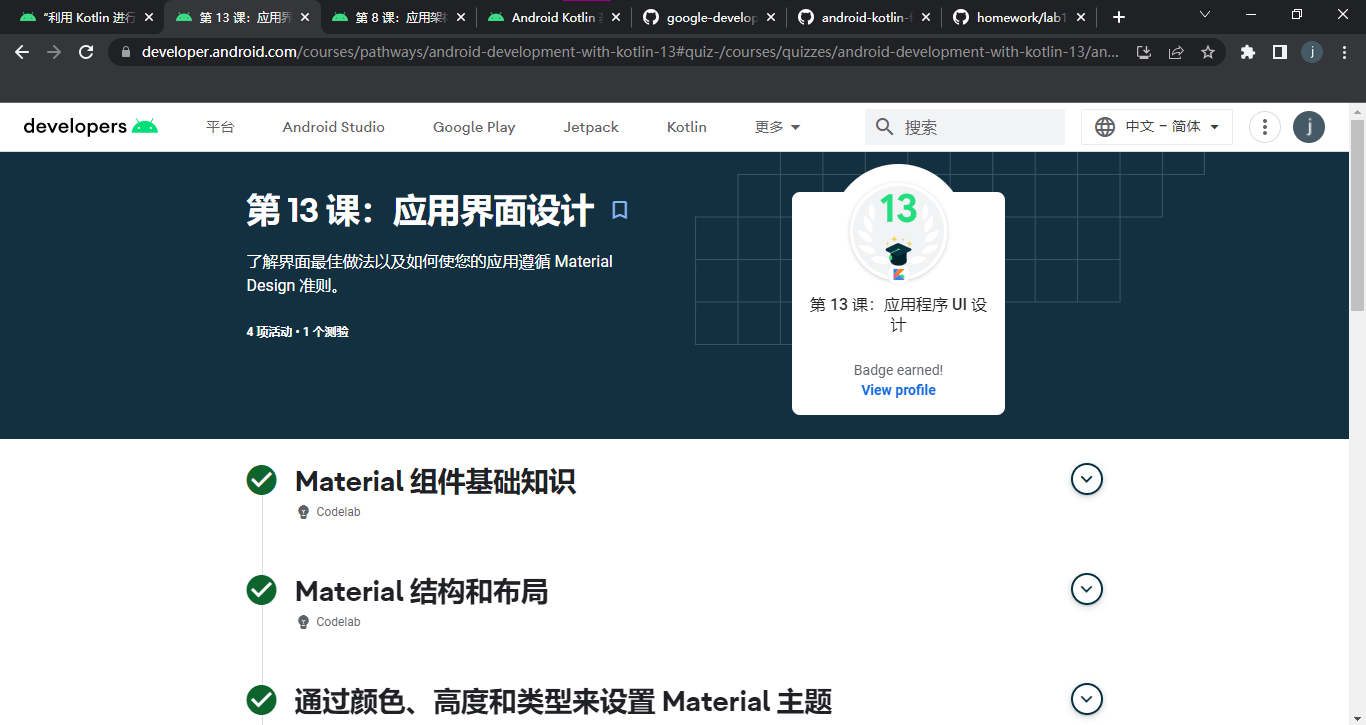 “利用 Kotlin 进行
第 13 课：应用界
第 8 课：应用架
Android Kotlin
google-develop
android-kotlin-f
homework/lab1
developer.android.com/courses/pathways/android-development-with-kotlin-13#quiz-/courses/quizzes/android-development-with-kotlin-13/an...
j
developers
平台
Android Studio
Google Play
Jetpack
Kotlin
更多
搜索
中文 – 简体
j
第 13 课：应用界面设计
了解界面最佳做法以及如何使您的应用遵循 Material
Design 准则。
4 项活动 • 1 个测验
13
第 13 课：应用程序 UI 设
计
Badge earned!
View profile
Material 组件基础知识
Codelab
Material 结构和布局
Codelab
通过颜色、高度和类型来设置 Material 主题